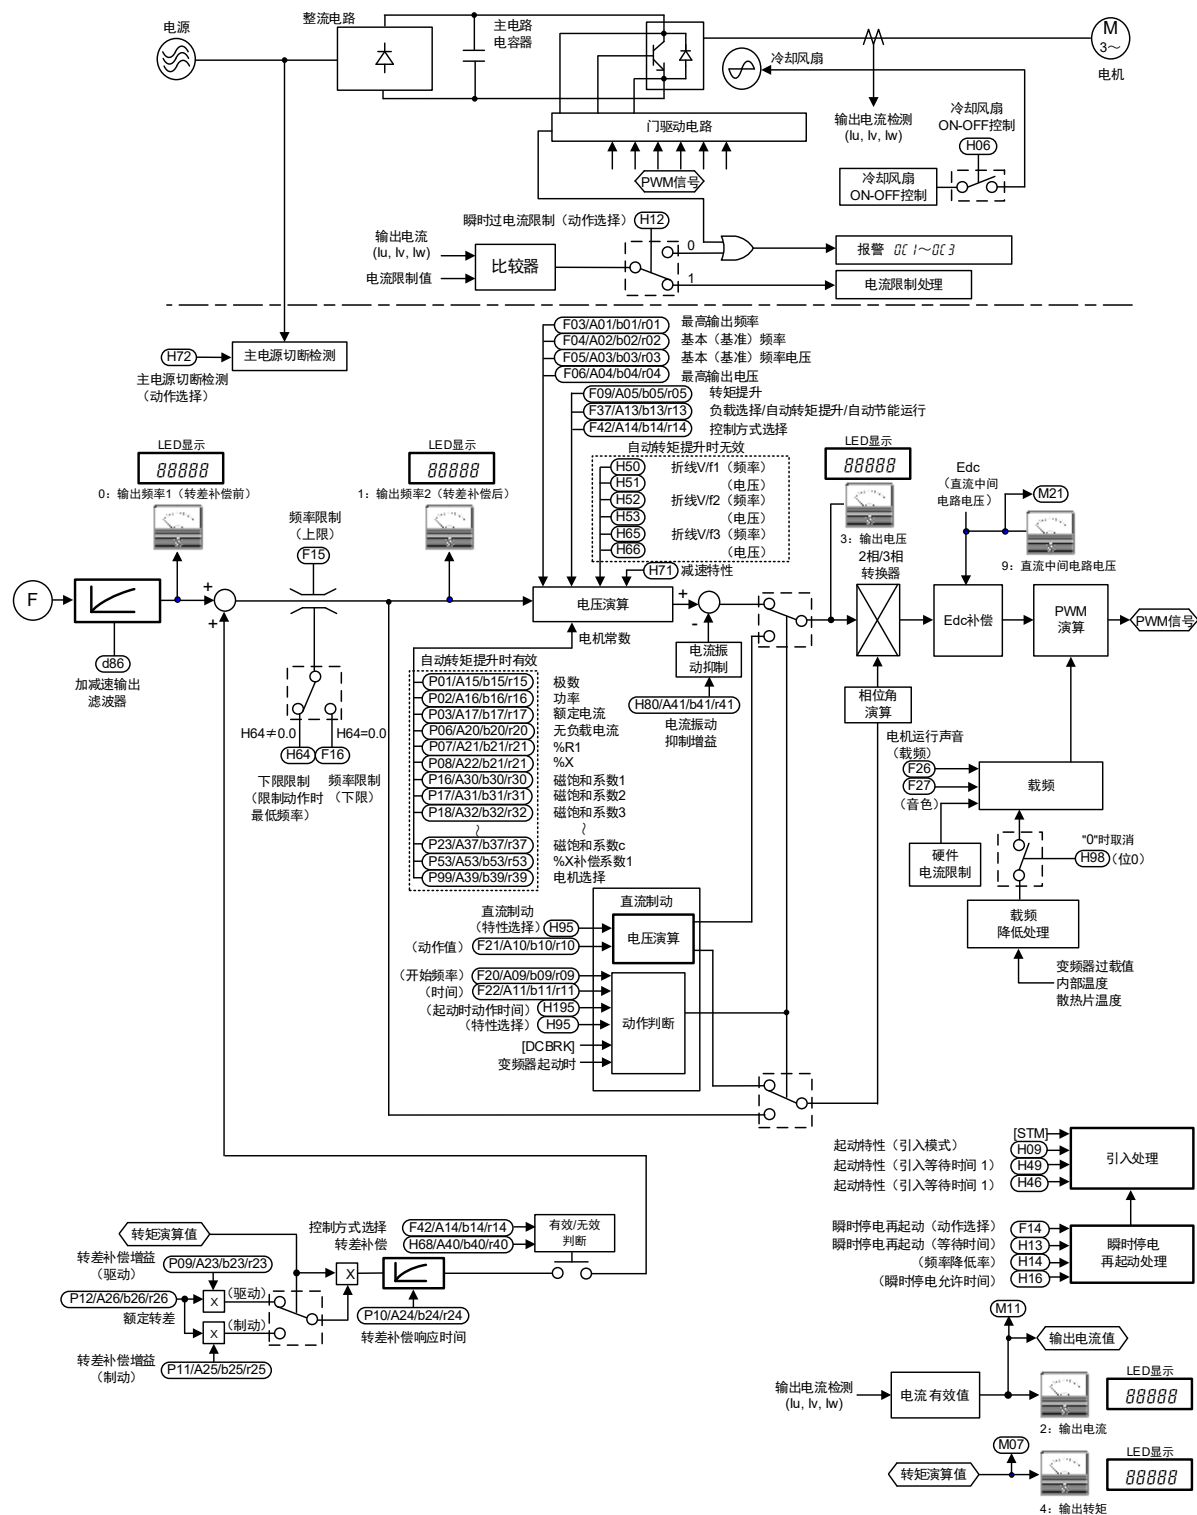 电源
整流电路
主电路
电容器
冷却风扇
M
3～
电机
输出电流检测
(Iu, Iv, Iw)
冷却风扇
ON-OFF控制
H06
冷却风扇
ON-OFF控制
门驱动电路
PWM信号
瞬时过电流限制（动作选择）
H12
输出电流
(Iu, Iv, Iw)
电流限制值
比较器
0
1
报警 OC1～OC3
电流限制处理
H72
主电源切断检测
（动作选择）
主电源切断检测
F03/A01/b01/r01 最高输出频率
F04/A02/b02/r02 基本（基准）频率
F05/A03/b03/r03 基本（基准）频率电压
F06/A04/b04/r04 最高输出电压
F09/A05/b05/r05 转矩提升
F37/A13/b13/r13 负载选择/自动转矩提升/自动节能运行
F42/A14/b14/r14 控制方式选择
自动转矩提升时无效
H50 折线V/f1（频率）
H51 （电压）
H52 折线V/f2（频率）
H53 （电压）
H65 折线V/f3（频率）
H66 （电压）
H71 减速特性
LED显示
88888
0：输出频率1（转差补偿前）
频率限制
（上限）
F15
LED显示
88888
1：输出频率2（转差补偿后）
LED显示
88888
3：输出电压
2相/3相
转换器
Edc
（直流中间
电路电压）
M21
9：直流中间电路电压
F
d86
加减速输出
滤波器
+
+
H64≠0.0
H64=0.0
H64
F16
下限限制
（限制动作时
最低频率）
频率限制
（下限）
电压演算
电机常数
+
-
电流振
动抑制
H80/A41/b41/r41
电流振动
抑制增益
Edc补偿
PWM
演算
PWM信号
相位角
演算
自动转矩提升时有效
P01/A15/b15/r15 极数
P02/A16/b16/r16 功率
P03/A17/b17/r17 额定电流
P06/A20/b20/r20 无负载电流
P07/A21/b21/r21 %R1
P08/A22/b21/r21 %X
P16/A30/b30/r30 磁饱和系数1
P17/A31/b31/r31 磁饱和系数2
P18/A32/b32/r32 磁饱和系数3
～ ～
P23/A37/b37/r37 磁饱和系数c
P53/A53/b53/r53 %X补偿系数1
P99/A39/b39/r39 电机选择
电机运行声音
（载频）
F26
F27
（音色）
载频
硬件
电流限制
"0"时取消
H98
（位0）
载频
降低处理
变频器过载值
内部温度
散热片温度
直流制动
直流制动
（特性选择）
H95
（动作值）
F21/A10/b10/r10
电压演算
（开始频率）
F20/A09/b09/r09
（时间）
F22/A11/b11/r11
（起动时动作时间）
H195
（特性选择）
H95
[DCBRK]
变频器起动时
动作判断
[STM]
起动特性（引入模式） H09
起动特性（引入等待时间 1） H49
起动特性（引入等待时间 1） H46
引入处理
瞬时停电再起动（动作选择） F14
瞬时停电再起动（等待时间） H13
（频率降低率） H14
（瞬时停电允许时间） H16
瞬时停电
再起动处理
转矩演算值
转差补偿增益
（驱动）
P09/A23/b23/r23
P12/A26/b26/r26
额定转差
X
（驱动）
X
（制动）
转差补偿增益
（制动）
P11/A25/b25/r25
控制方式选择 F42/A14/b14/r14
转差补偿 H68/A40/b40/r40
有效/无效
判断
X
P10/A24/b24/r24
转差补偿响应时间
M11
输出电流值
输出电流检测
(Iu, Iv, Iw)
电流有效值
LED显示
88888
2：输出电流
M07
转矩演算值
LED显示
88888
4：输出转矩